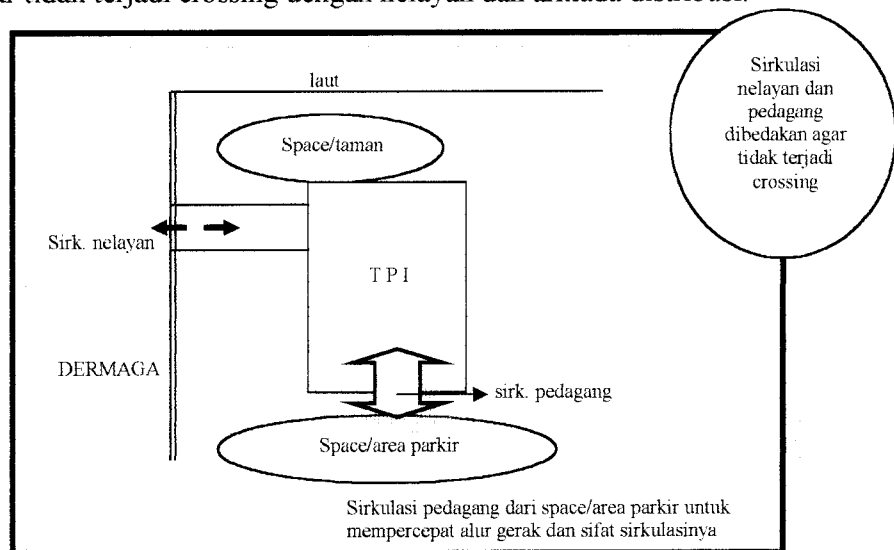 tidak terjadi crossing dengan nelayan dan armada distribusi.
laut
Sirkulasi
nelayan dan
pedagang
dibedakan agar
tidak terjadi
crossing
Space/taman
Sirk. nelayan
T P I
DERMAGA
sirk. pedagang
Space/area parkir
Sirkulasi pedagang dari space/area parkir untuk
mempercepat alur gerak dan sifat sirkulasinya